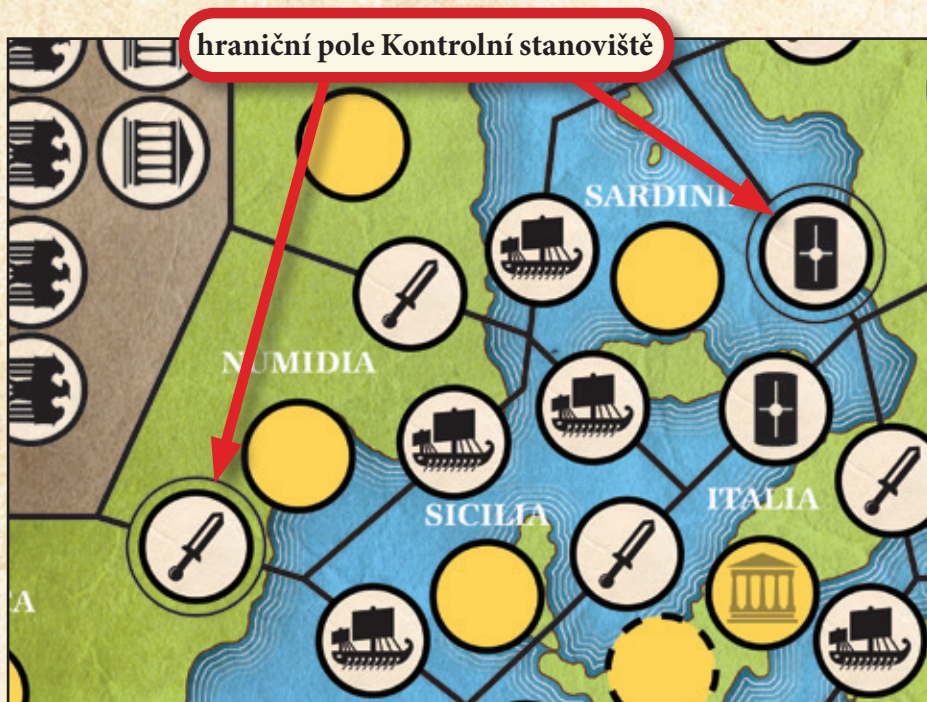 hraniční pole Kontrolní stanoviště
SARDINI
NUMIDIA
SICILIA
ITALIA
A